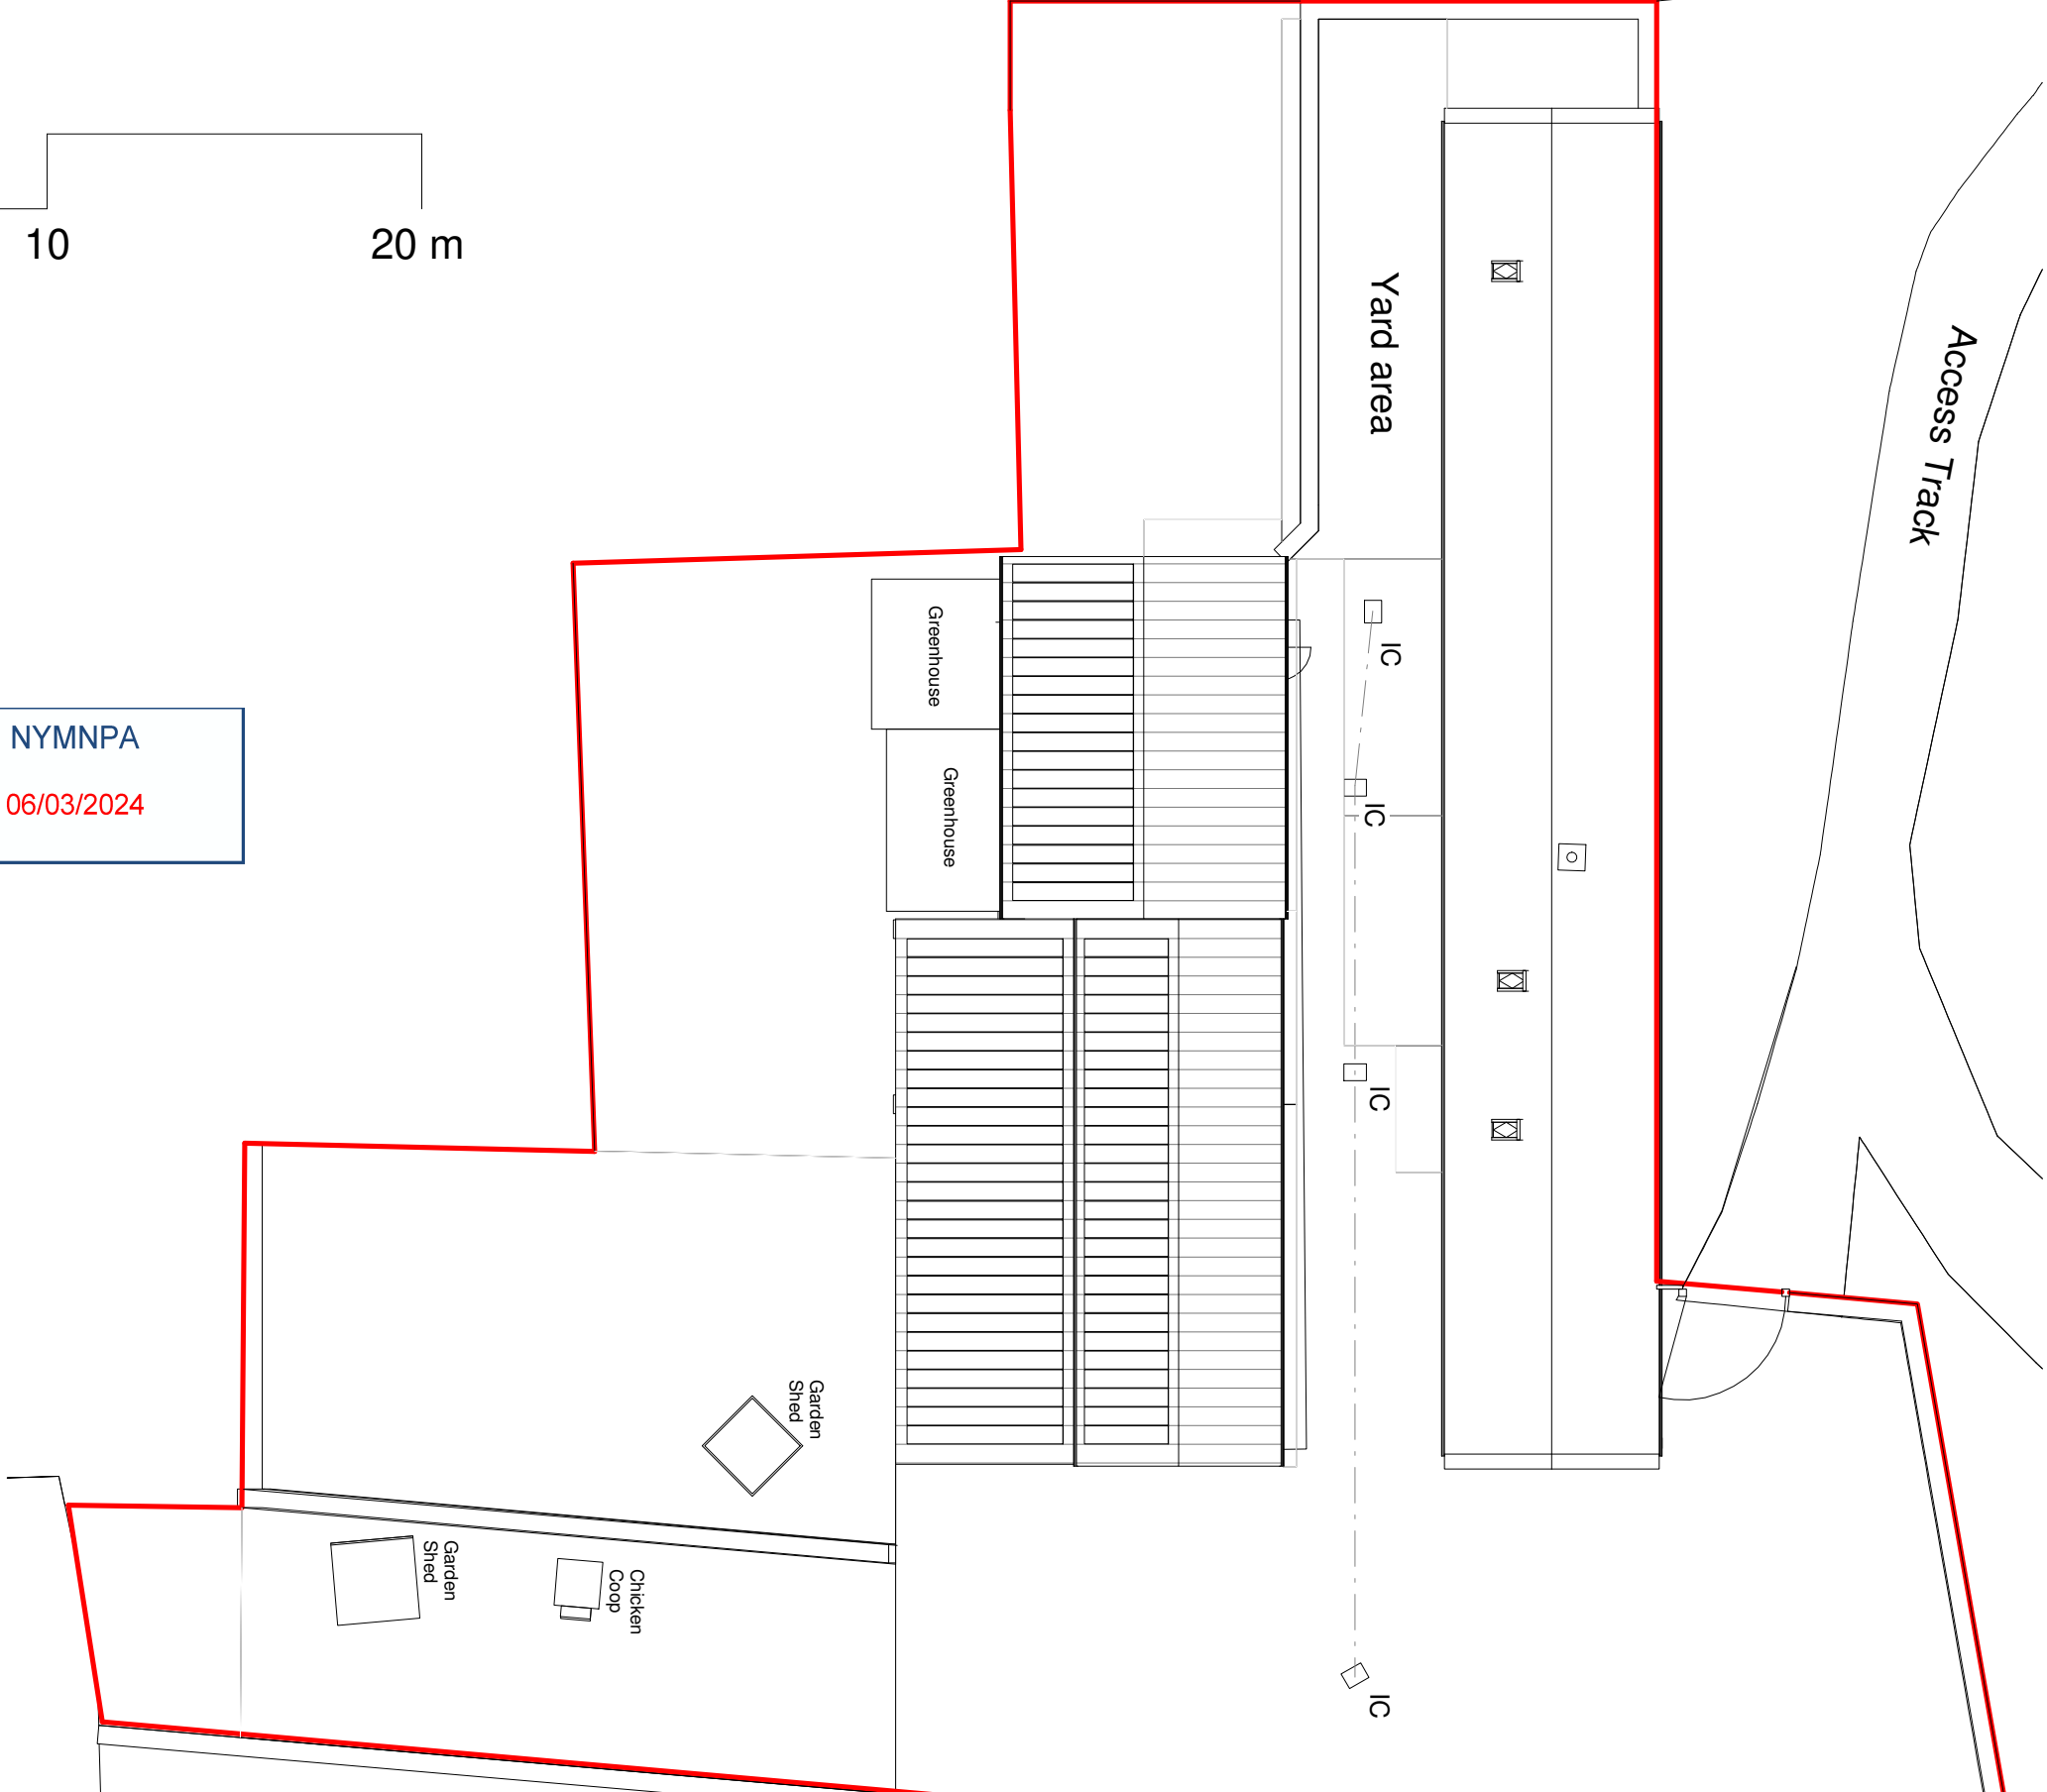 10
20 m
NYMNPA
06/03/2024
Yard area
Access Track
Greenhouse
Greenhouse
IC
IC
IC
IC
Garden
Shed
Garden
Shed
Chicken
Coop